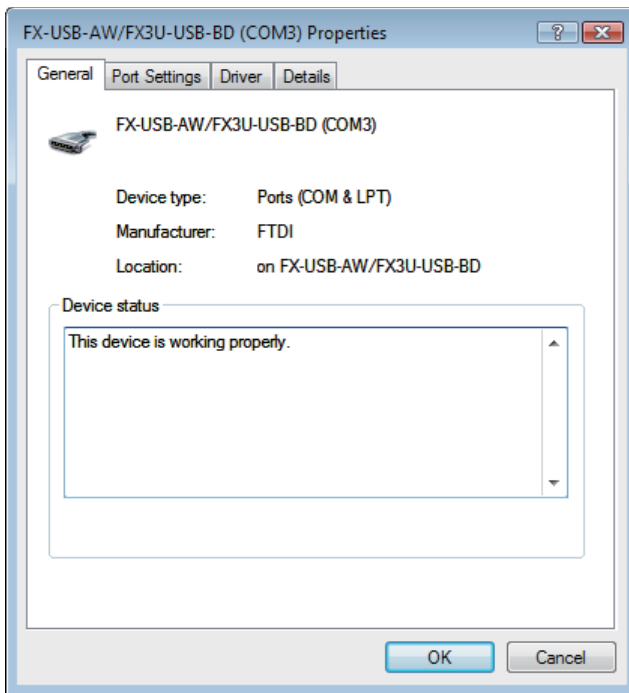 FX-USB-AW/FX3U-USB-BD (COM3) Properties
General Port Settings Driver Details
FX-USB-AW/FX3U-USB-BD (COM3)
Device type: Ports (COM & LPT)
Manufacturer: FTDI
Location: on FX-USB-AW/FX3U-USB-BD
Device status
This device is working properly.
OK Cancel